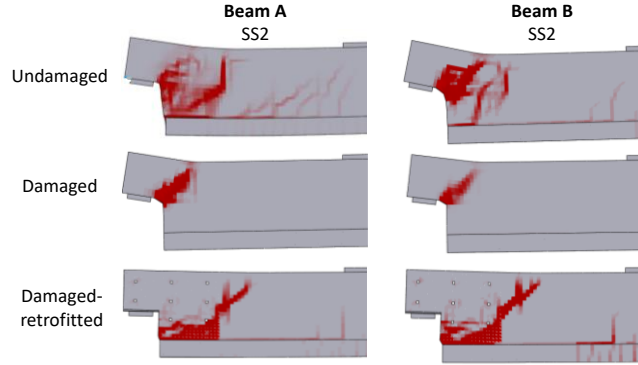 Beam A
SS2
Beam B
SS2
Undamaged
Damaged
Damaged-
retrofitted